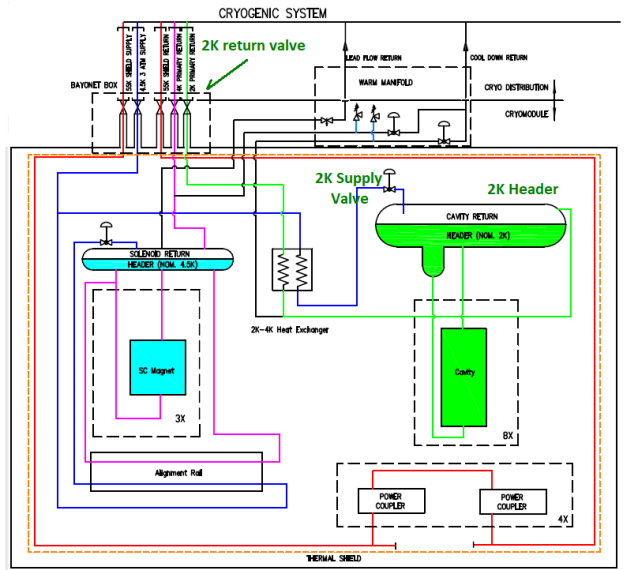 CRYOGENIC SYSTEM
2K return valve
55K SHIELD SUPPLY
4.5K 3 ATM SUPPLY
55K SHIELD RETURN
4K PRIMARY RETURN
2K PRIMARY RETURN
LEAD FLOW RETURN
COOL DOWN RETURN
BAYONET BOX
WARM MANIFOLD
CRYO DISTRIBUTION
CRYOMODULE
2K Supply
Valve
2K Header
CAVITY RETURN
HEADER (NOM. 2K)
SOLENOID RETURN
HEADER (NOM. 4.5K)
2K-4K Heat Exchanger
SC Magnet
3X
Cavity
8X
Alignment Rail
POWER
COUPLER
POWER
COUPLER
4X
THERMAL SHIELD